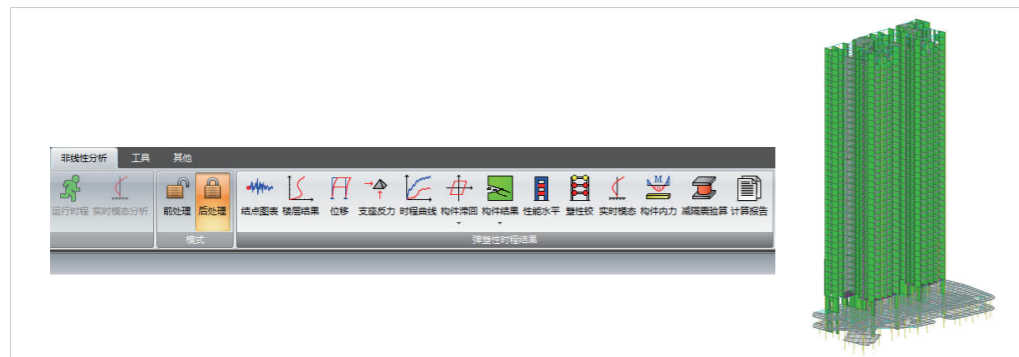 非线性分析 工具 其他
运行时程 实时模态分析 前处理 后处理 结点图表 楼层结果 位移 支座反力 时程曲线 构件滞回 构件结果 性能水平 塑性铰 实时模态 构件内力 减隔震验算 计算报告
模式 弹塑性时程结果